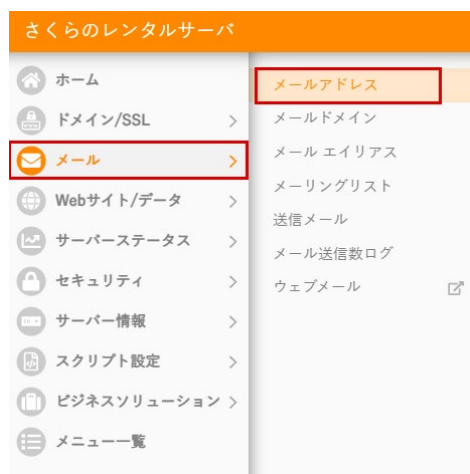 さくらのレンタルサーバ
ホーム
ドメイン/SSL
メール
Webサイト/データ
サーバーステータス
セキュリティ
サーバー情報
スクリプト設定
ビジネスソリューション
メニュー一覧
メールアドレス
メールドメイン
メール エイリアス
メーリングリスト
送信メール
メール送信数ログ
ウェブメール